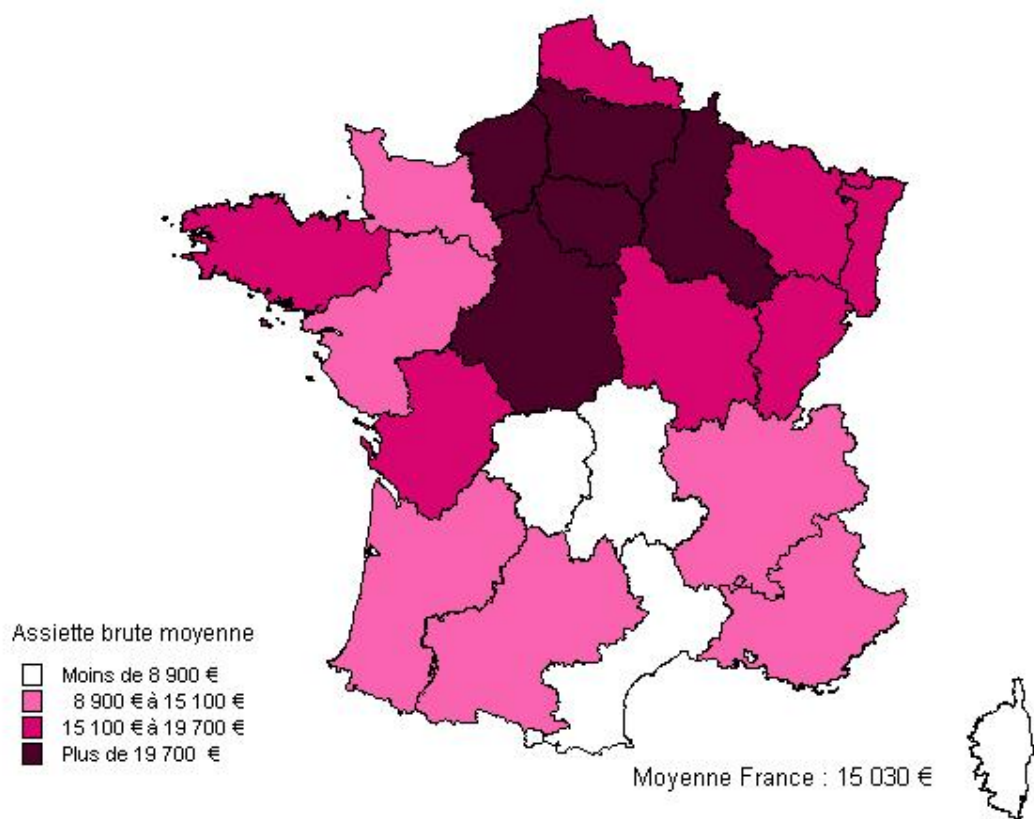 Assiette brute moyenne
Moins de 8 900 €
8 900 € à 15 100 €
15 100 € à 19 700 €
Plus de 19 700 €
Moyenne France : 15 030 €